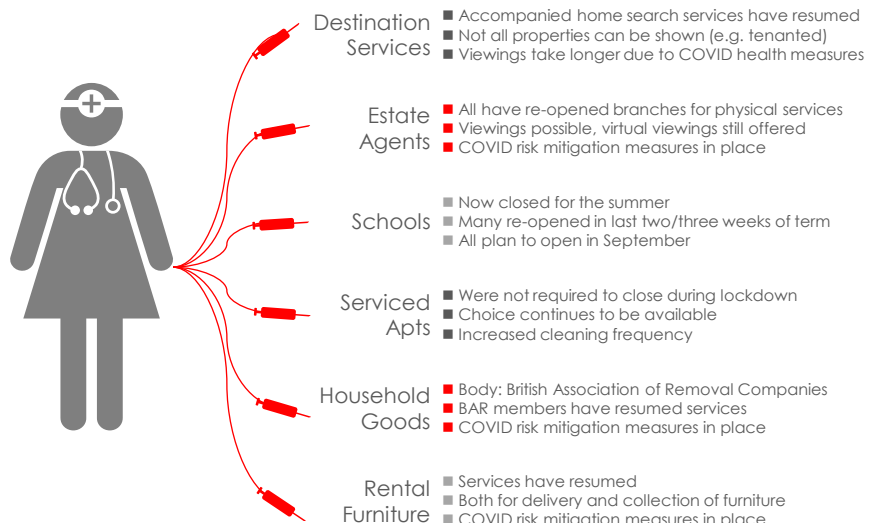 Destination
Services
Accompanied home search services have resumed
Not all properties can be shown (e.g. tenanted)
Viewings take longer due to COVID health measures
Estate
Agents
All have re-opened branches for physical services
Viewings possible, virtual viewings still offered
COVID risk mitigation measures in place
Schools
Now closed for the summer
Many re-opened in last two/three weeks of term
All plan to open in September
Serviced
Apts
Were not required to close during lockdown
Choice continues to be available
Increased cleaning frequency
Household
Goods
Body: British Association of Removal Companies
BAR members have resumed services
COVID risk mitigation measures in place
Rental
Furniture
Services have resumed
Both for delivery and collection of furniture
COVID risk mitigation measures in place